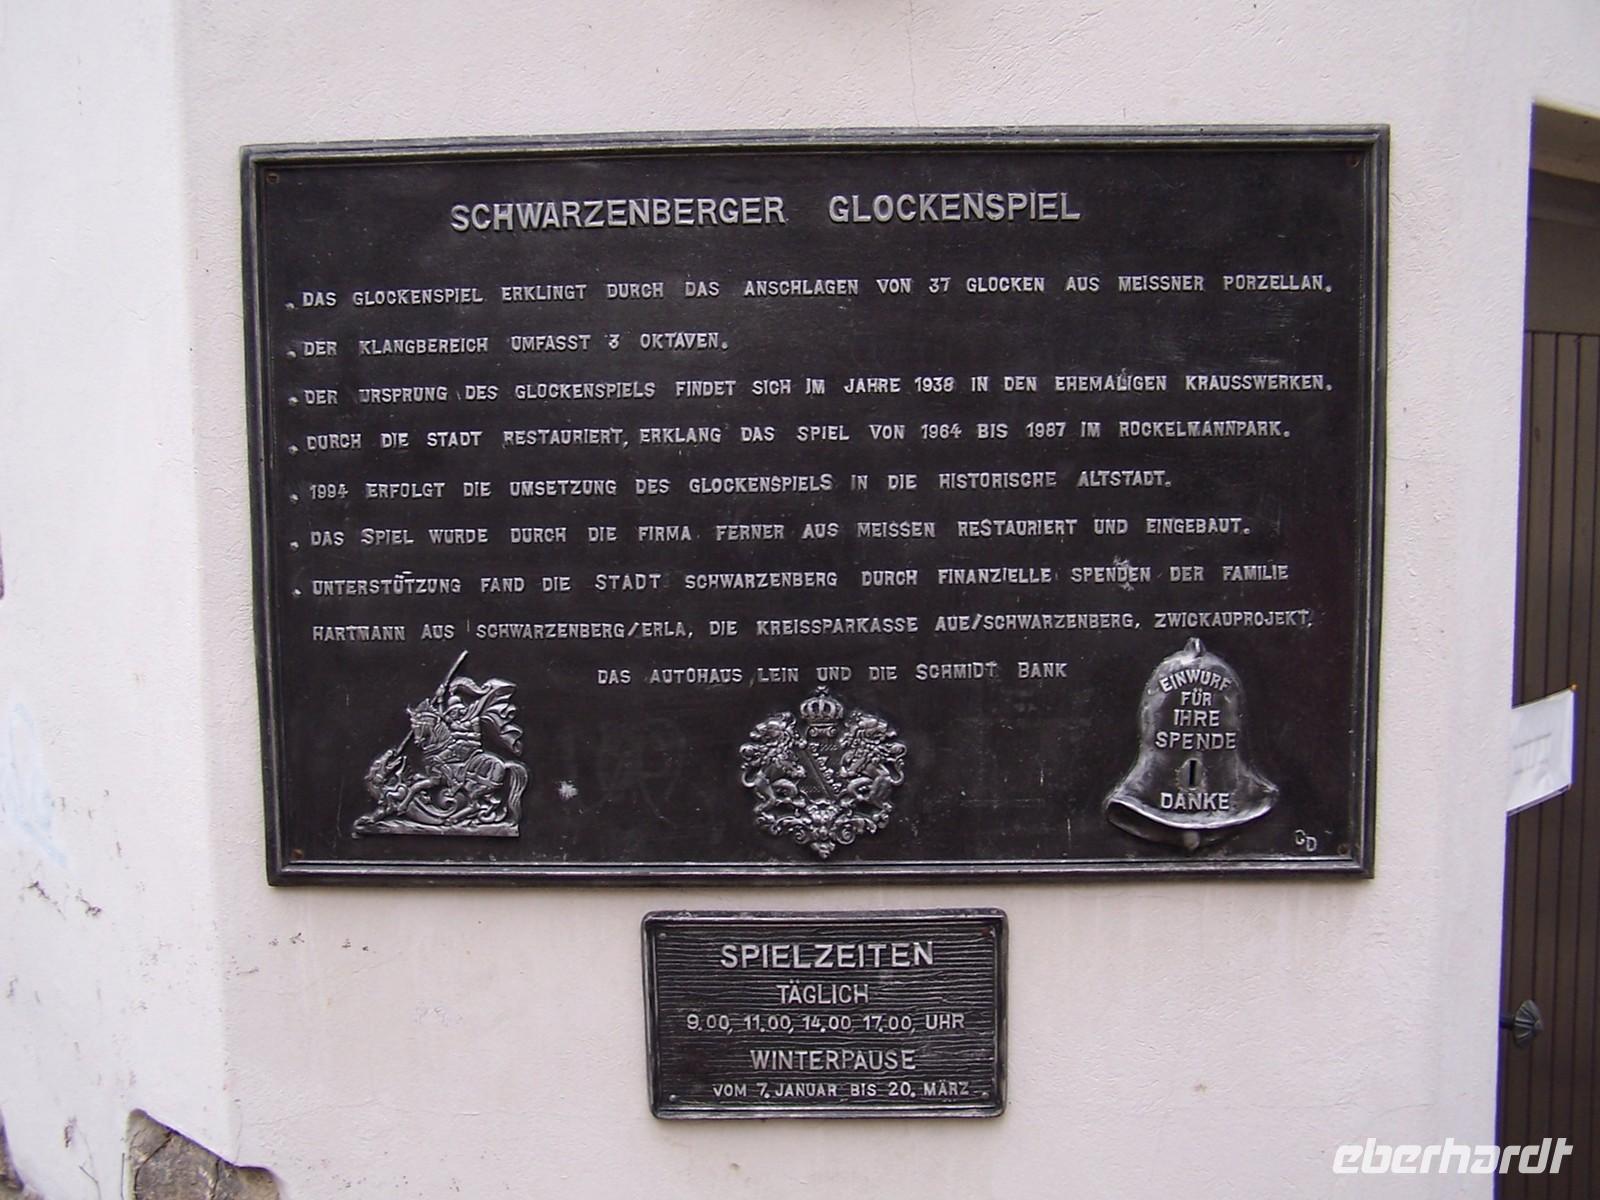 SCHWARZENBERGER GLOCKENSPIEL
DAS GLOCKENSPIEL ERKLINGT DURCH DAS ANSCHLAGEN VON 37 GLOCKEN AUS MEISSNER PORZELLAN.
DER KLANGBEREICH UMFASST 3 OKTAVEN.
DER URSPRUNG DES GLOCKENSPIELS FINDET SICH IM JAHRE 1938 IN DEN EHEMALIGEN KRAUSSWERKEN.
DURCH DIE STADT RESTAURIERT, ERKLANG DAS SPIEL VON 1964 BIS 1987 IM ROCKELMANNPARK.
1994 ERFOLGT DIE UMSETZUNG DES GLOCKENSPIELS IN DIE HISTORISCHE ALTSTADT.
DAS SPIEL WURDE DURCH DIE FIRMA FERNER AUS MEISSEN RESTAURIERT UND EINGEBAUT.
UNTERSTÜTZUNG FAND DIE STADT SCHWARZENBERG DURCH FINANZIELLE SPENDEN DER FAMILIE
HARTMANN AUS SCHWARZENBERG/ERLA, DIE KREISSPARKASSE AUE/SCHWARZENBERG, ZWICKAUPROJEKT,
DAS AUTOHAUS LEIN UND DIE SCHMIDT BANK
EINWURF
FÜR
IHRE
SPENDE
DANKE
CD
SPIELZEITEN
TÄGLICH
9.00, 11.00, 14.00 17.00, UHR
WINTERPAUSE
VOM 7. JANUAR BIS 20. MÄRZ
eberhardt